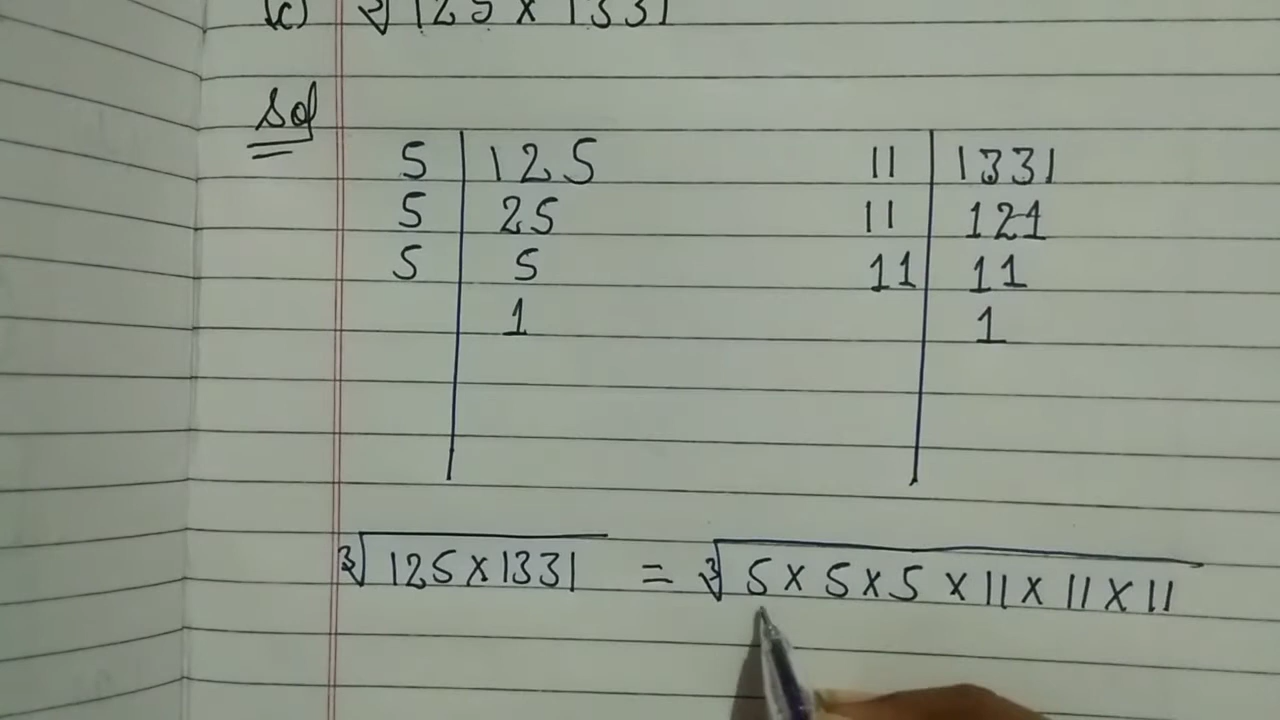 (c) ∛125 × 1331
Sol
5 | 125 11 | 1331
5 | 25 11 | 121
5 | 5 11 | 11
1 1
∛125×1331 = ∛5×5×5×11×11×11